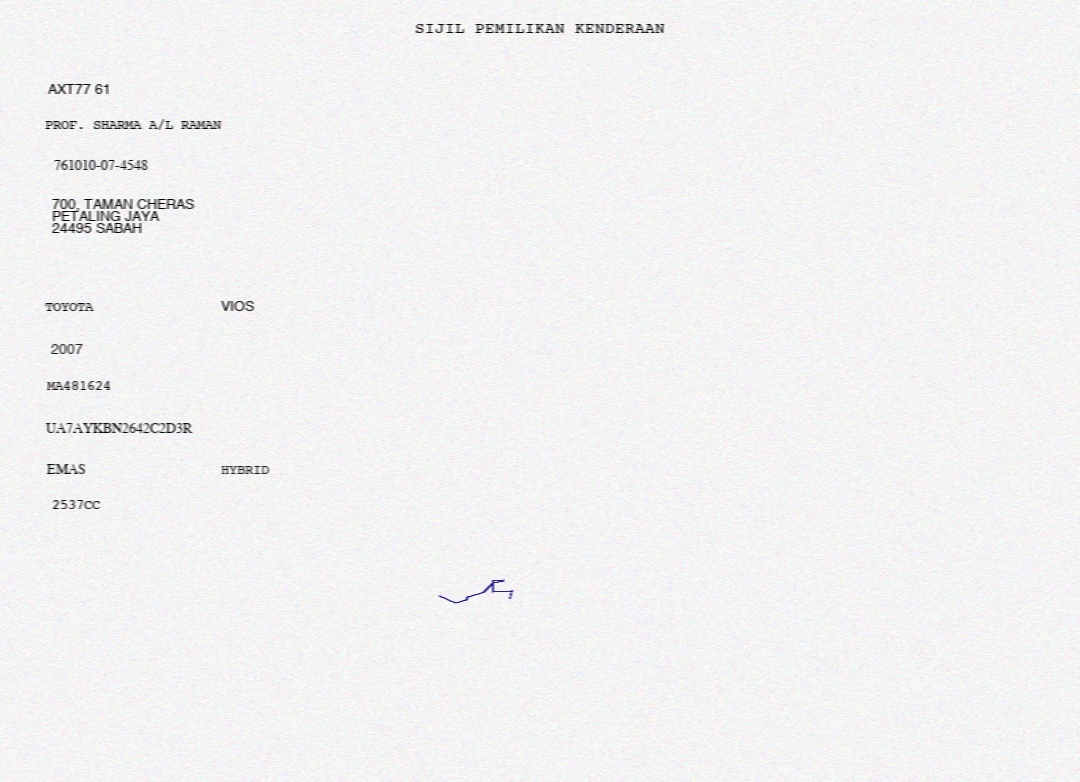 SIJIL PEMILIKAN KENDERAAN
AXT77 61
PROF. SHARMA A/L RAMAN
761010-07-4548
700, TAMAN CHERAS
PETALING JAYA
24495 SABAH
TOYOTA VIOS
2007
MA481624
UA7AYKBN2642C2D3R
EMAS HYBRID
2537CC